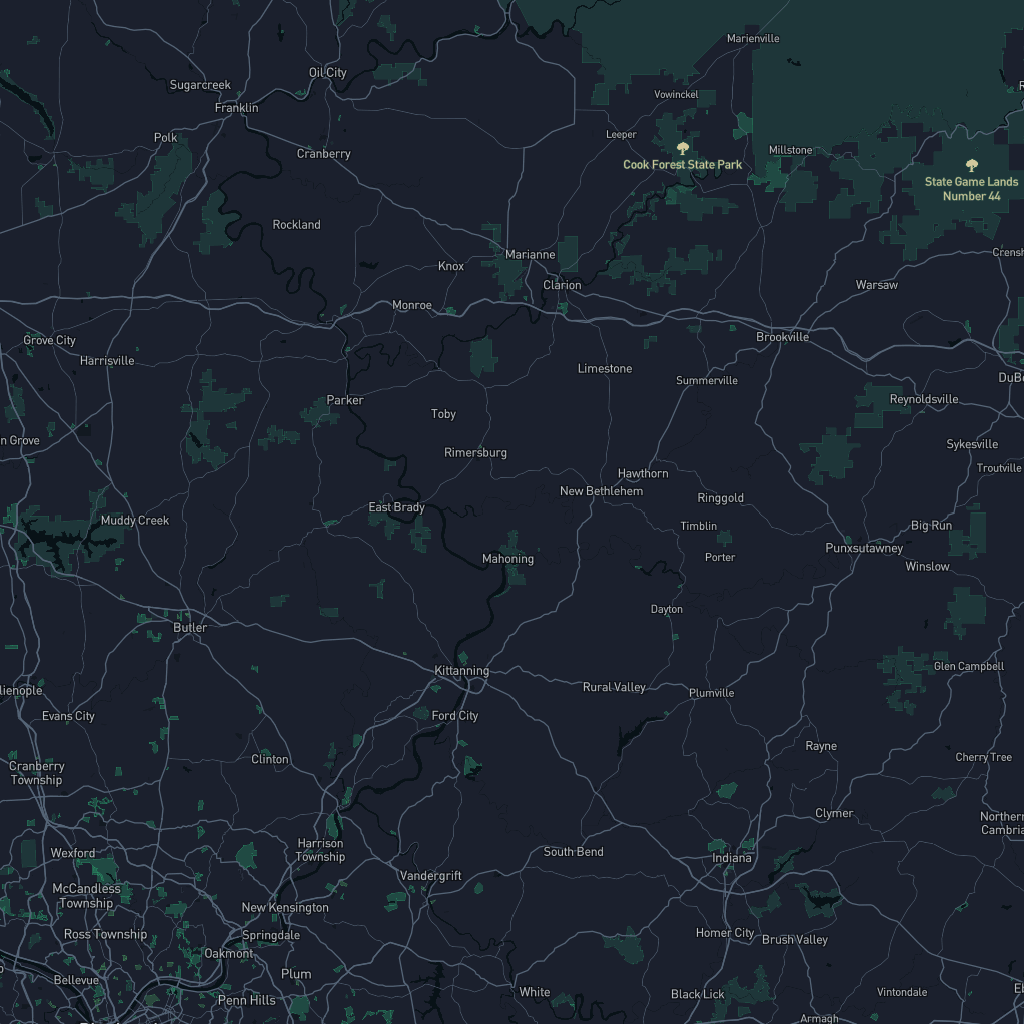 Marienville
Oil City
Sugarcreek
Vowinckel
Franklin
Leeper
Polk
Cranberry
Millstone
Cook Forest State Park
State Game Lands
Number 44
Rockland
Marianne
Knox
Clarion
Warsaw
Monroe
Brookville
Grove City
Harrisville
Limestone
Summerville
Parker
Reynoldsville
Toby
n Grove
Sykesville
Rimersburg
Troutville
Hawthorn
New Bethlehem
Ringgold
East Brady
Muddy Creek
Timblin
Big Run
Punxsutawney
Mahoning
Porter
Winslow
Dayton
Butler
Glen Campbell
Kittanning
Rural Valley
Plumville
lienople
Evans City
Ford City
Rayne
Clinton
Cherry Tree
Cranberry
Township
Clymer
Northern
Cambria
Harrison
Township
Wexford
South Bend
Indiana
Vandergrift
McCandless
Township
New Kensington
Ross Township
Springdale
Homer City
Brush Valley
Oakmont
Bellevue
Plum
Penn Hills
White
Black Lick
Vintondale
Armagh